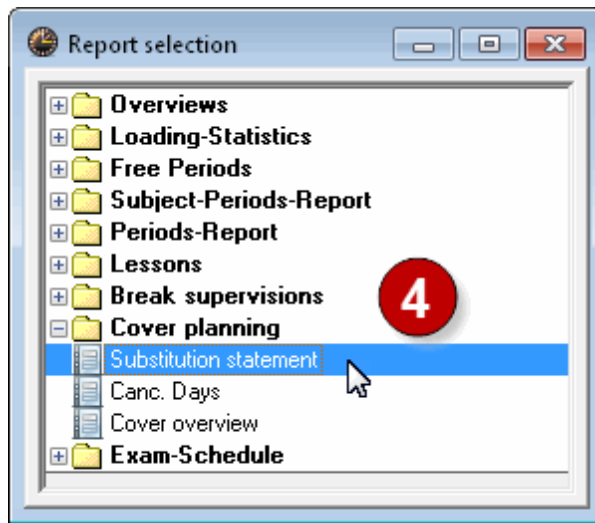 Report selection
Overviews
Loading-Statistics
Free Periods
Subject-Periods-Report
Periods-Report
Lessons
Break supervisions
4
Cover planning
Substitution statement
Canc. Days
Cover overview
Exam-Schedule